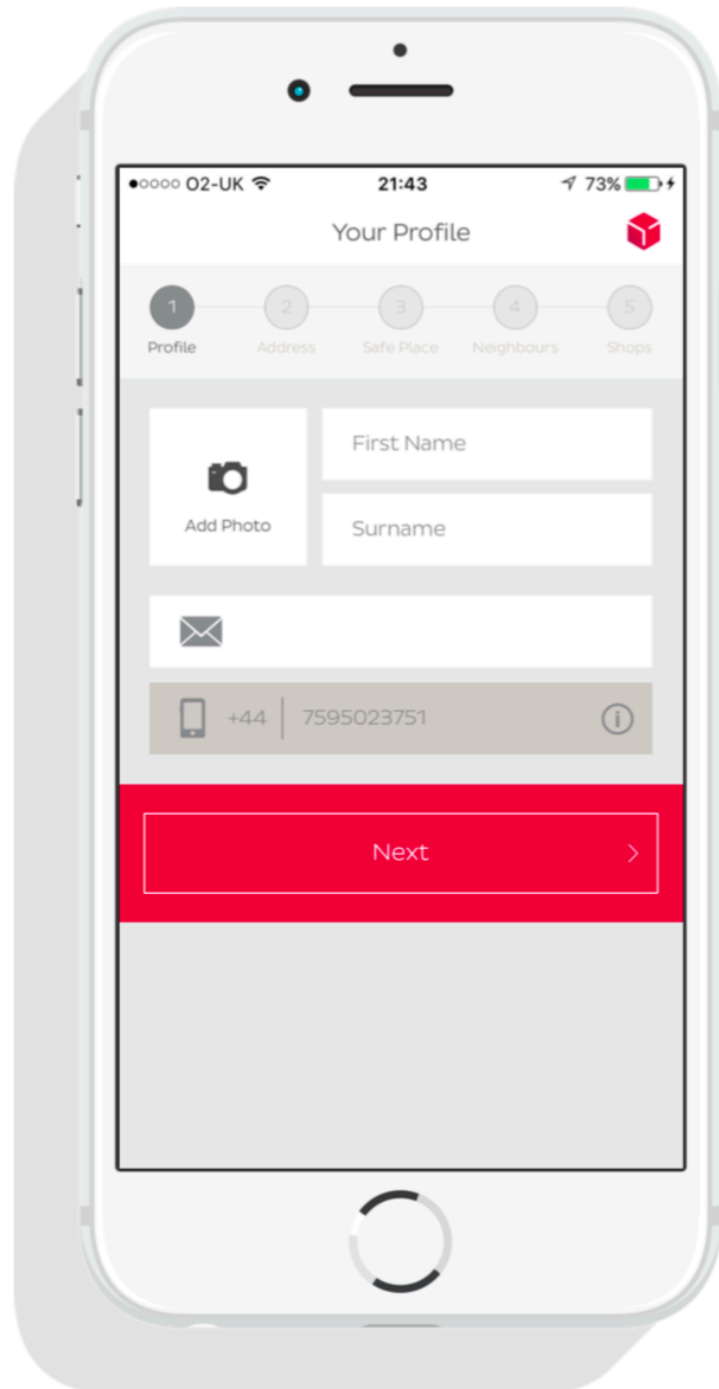 O2-UK 21:43 73%
Your Profile
1 2 3 4 5
Profile Address Safe Place Neighbours Shops
First Name
Add Photo
Surname
+44 7595023751
Next